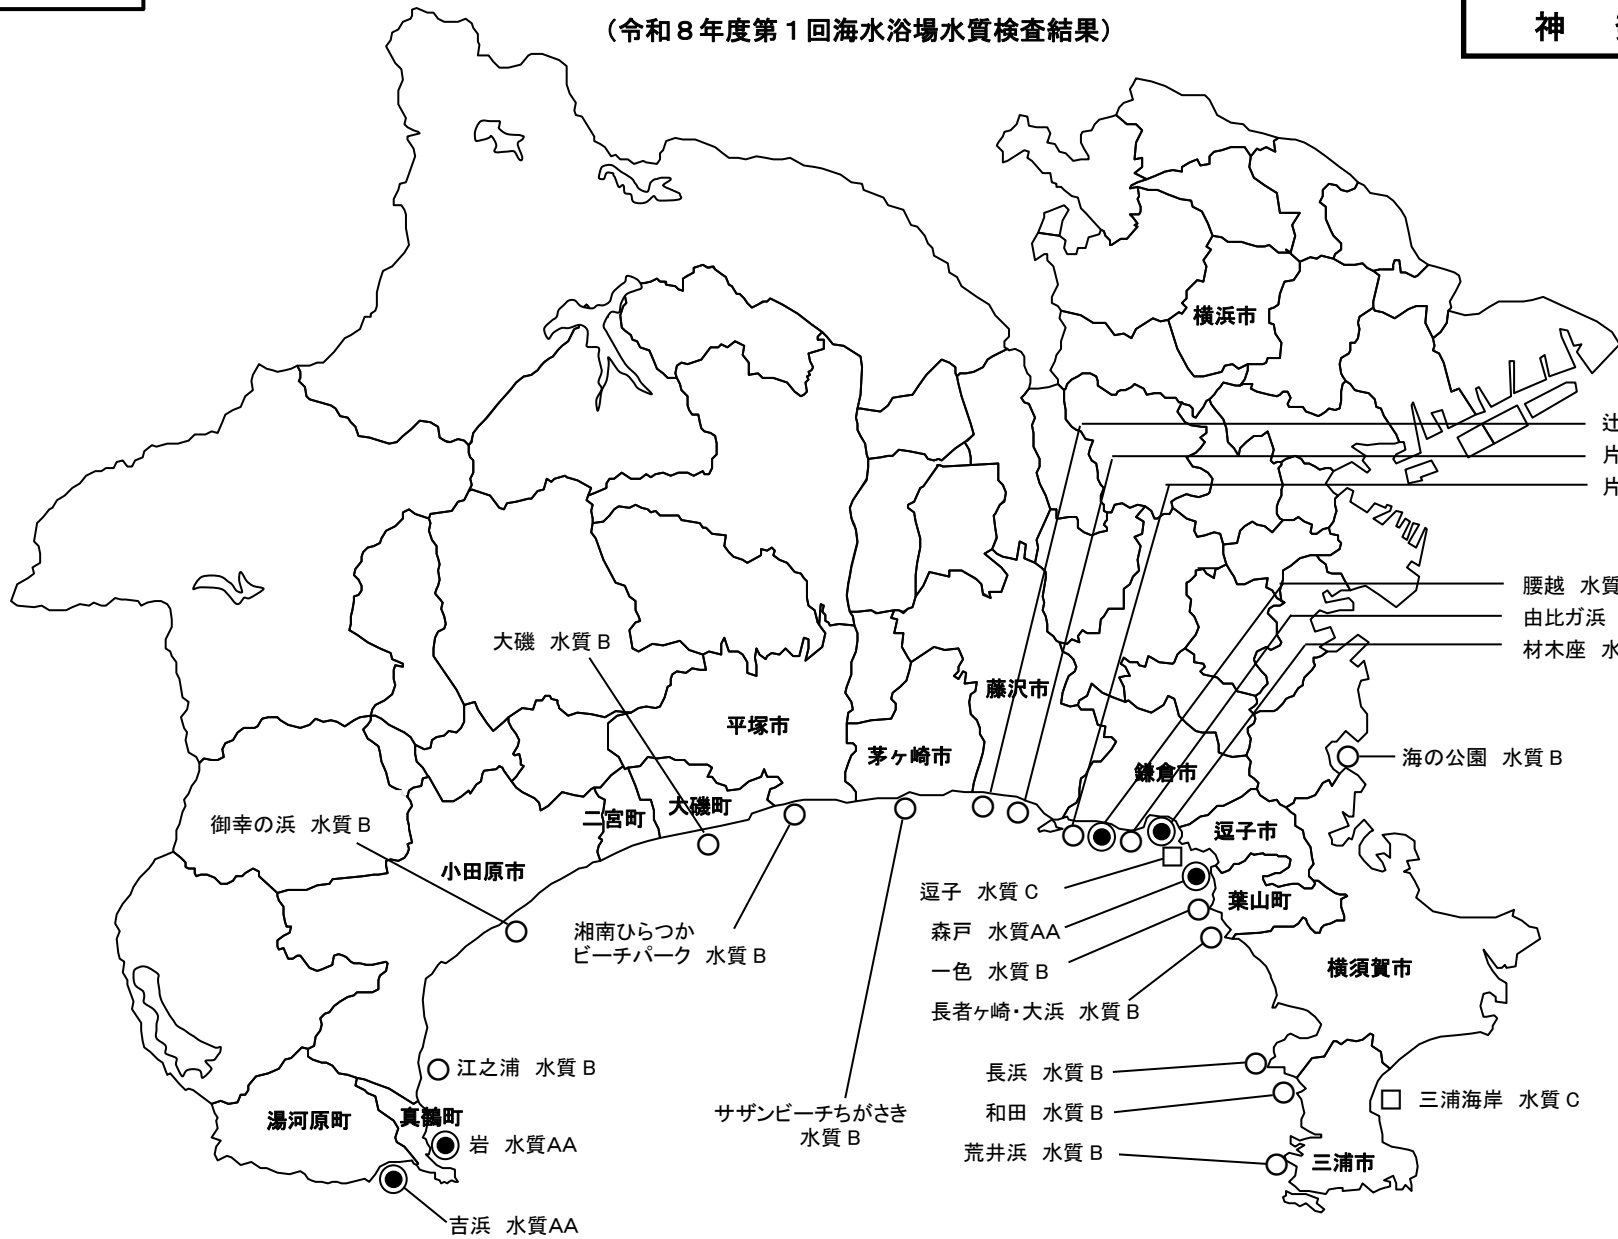 (令和８年度第１回海水浴場水質検査結果)
神
横浜市
辻
片
片
腰越 水質
由比ガ浜
材木座 水
大磯 水質Ｂ
藤沢市
平塚市
茅ヶ崎市
鎌倉市
海の公園 水質Ｂ
二宮町
大磯町
御幸の浜 水質Ｂ
小田原市
逗子市
逗子 水質Ｃ
葉山町
湘南ひらつか
ビーチパーク 水質Ｂ
森戸 水質AA
一色 水質Ｂ
横須賀市
長者ヶ崎・大浜 水質Ｂ
江之浦 水質Ｂ
長浜 水質Ｂ
サザンビーチちがさき
水質Ｂ
和田 水質Ｂ
三浦海岸 水質Ｃ
湯河原町
真鶴町
岩 水質AA
荒井浜 水質Ｂ
三浦市
吉浜 水質AA